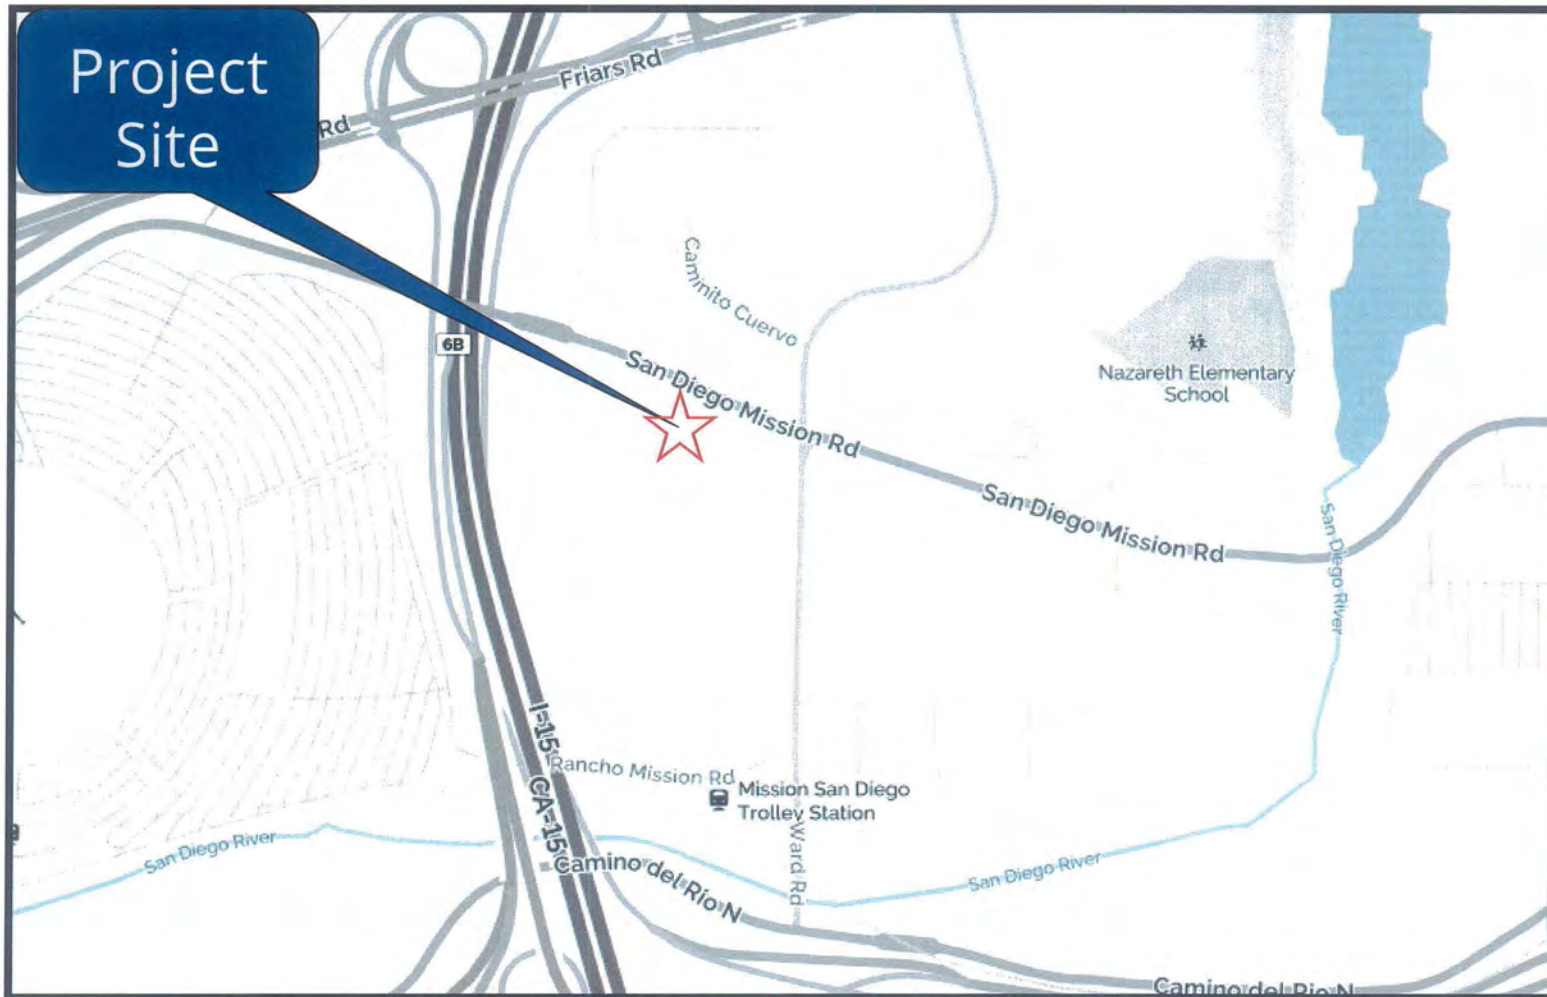 Project
Site
Friars Rd
Rd
Caminito Cuervo
6B
San Diego Mission Rd
Nazareth Elementary
School
San Diego Mission Rd
San Diego River
I-15
CA-15
Rancho Mission Rd
Mission San Diego
Trolley Station
Ward Rd
San Diego River
Camino del Rio N
San Diego River
Camino del Rio N